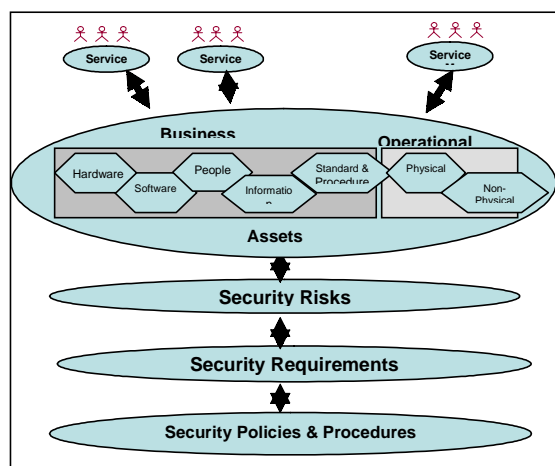 Service
Service
Service
Business
Operational
Hardware
Software
People
Informatio
Standard &
Procedure
Physical
Non-
Physical
Assets
Security Risks
Security Requirements
Security Policies & Procedures